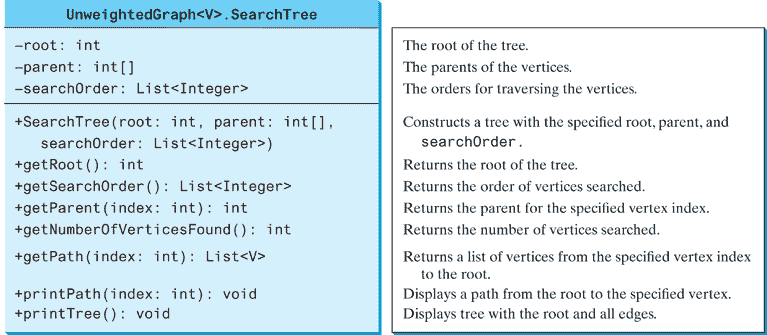 UnweightedGraph<V>.SearchTree
-root: int
The root of the tree.
-parent: int[]
The parents of the vertices.
-searchOrder: List<Integer>
The orders for traversing the vertices.
+SearchTree(root: int, parent: int[],
searchOrder: List<Integer>)
Constructs a tree with the specified root, parent, and
searchOrder.
+getRoot(): int
Returns the root of the tree.
+getSearchOrder(): List<Integer>
Returns the order of vertices searched.
+getParent(index: int): int
Returns the parent for the specified vertex index.
+getNumberOfVerticesFound(): int
Returns the number of vertices searched.
+getPath(index: int): List<V>
Returns a list of vertices from the specified vertex index
to the root.
+printPath(index: int): void
Displays a path from the root to the specified vertex.
+printTree(): void
Displays tree with the root and all edges.